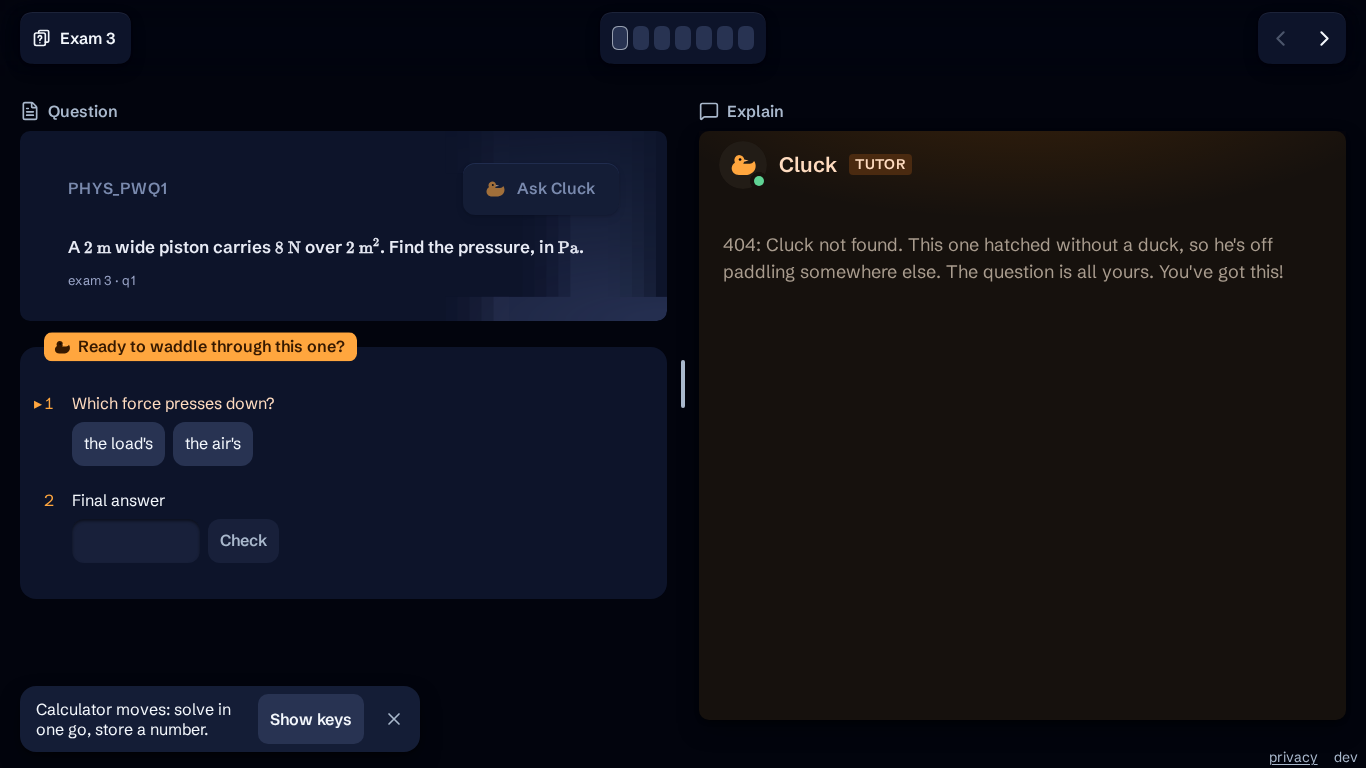 Exam 3
Question
PHYS_PWQ1
Ask Cluck
A 2 m wide piston carries 8 N over 2 m². Find the pressure, in Pa.
exam 3 · q1
Ready to waddle through this one?
▸1 Which force presses down?
the load's the air's
2 Final answer
Check
Calculator moves: solve in
one go, store a number.
Show keys
Explain
Cluck TUTOR
404: Cluck not found. This one hatched without a duck, so he's off
paddling somewhere else. The question is all yours. You've got this!
privacy dev